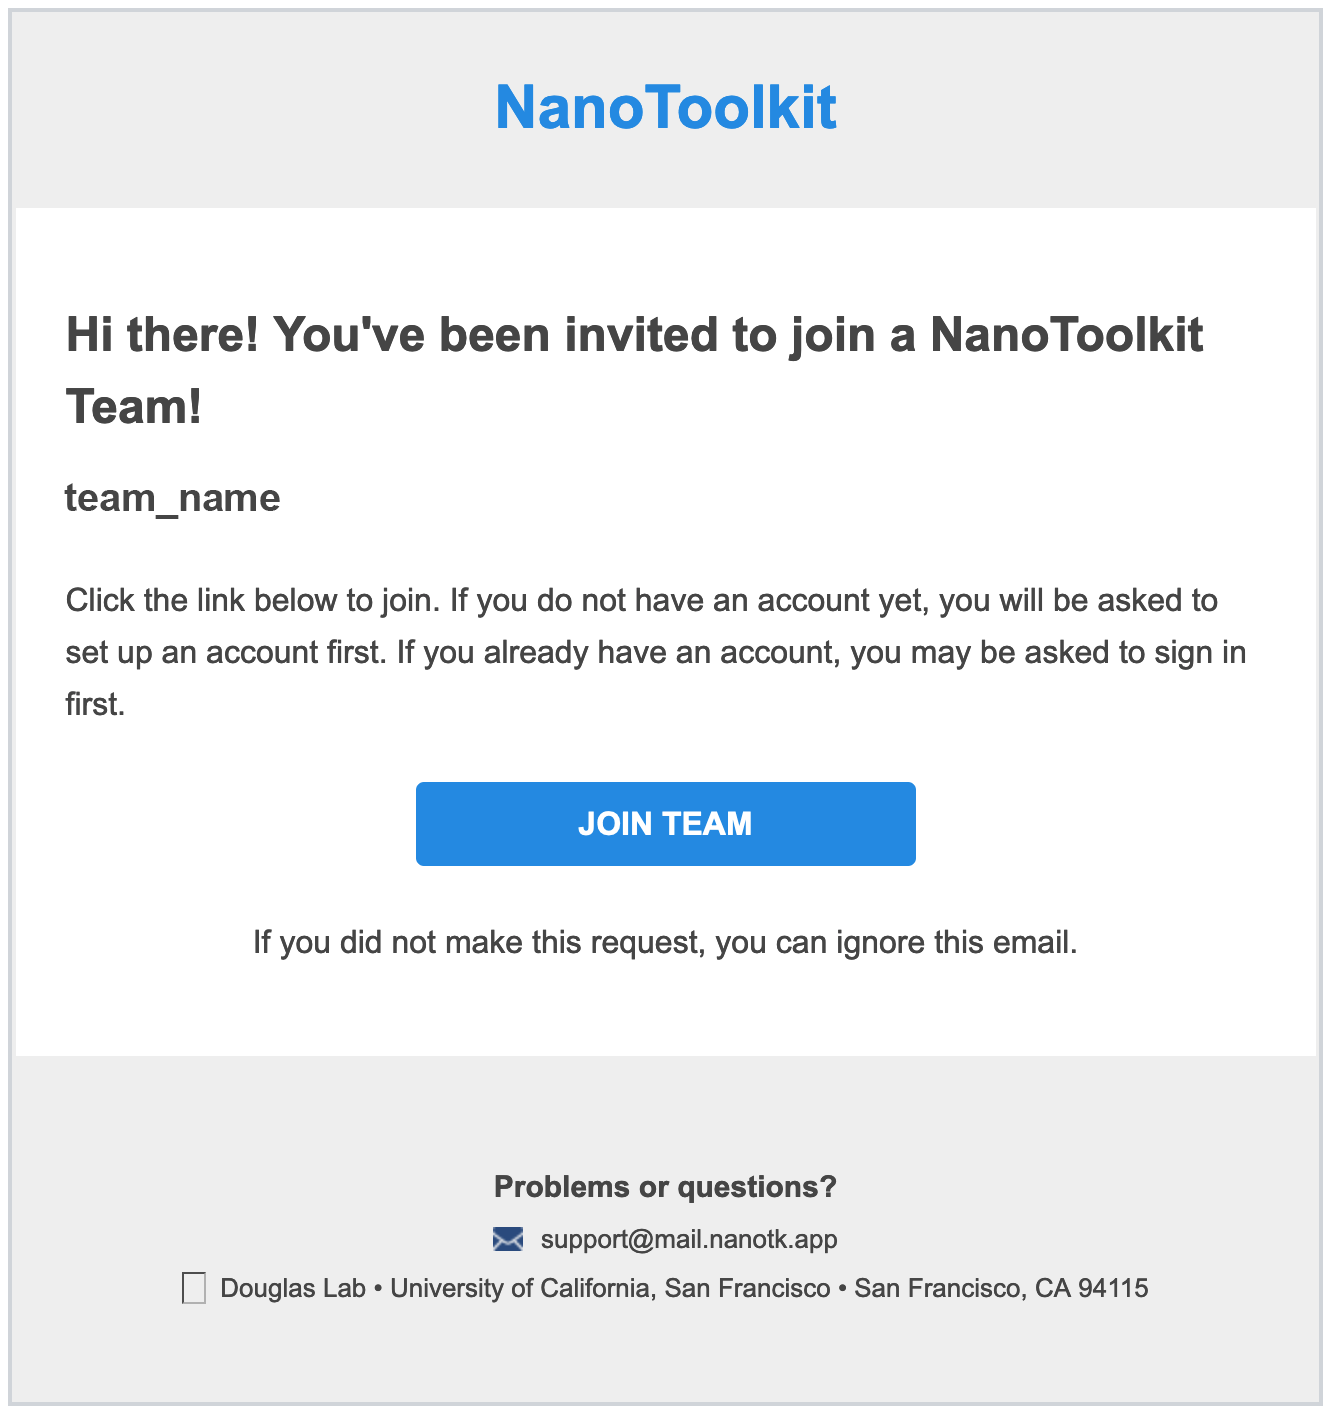 NanoToolkit
Hi there! You've been invited to join a NanoToolkit
Team!
team_name
Click the link below to join. If you do not have an account yet, you will be asked to
set up an account first. If you already have an account, you may be asked to sign in
first.
JOIN TEAM
If you did not make this request, you can ignore this email.
Problems or questions?
support@mail.nanotk.app
Douglas Lab • University of California, San Francisco • San Francisco, CA 94115